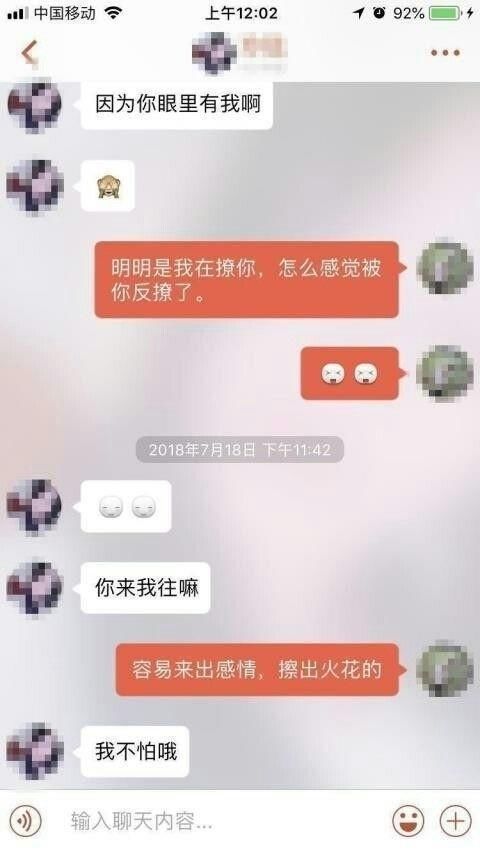 中国移动
上午12:02
92%
因为你眼里有我啊
明明是我在撩你，怎么感觉被
你反撩了。
2018年7月18日 下午11:42
你来我往嘛
容易来出感情，擦出火花的
我不怕哦
输入聊天内容...